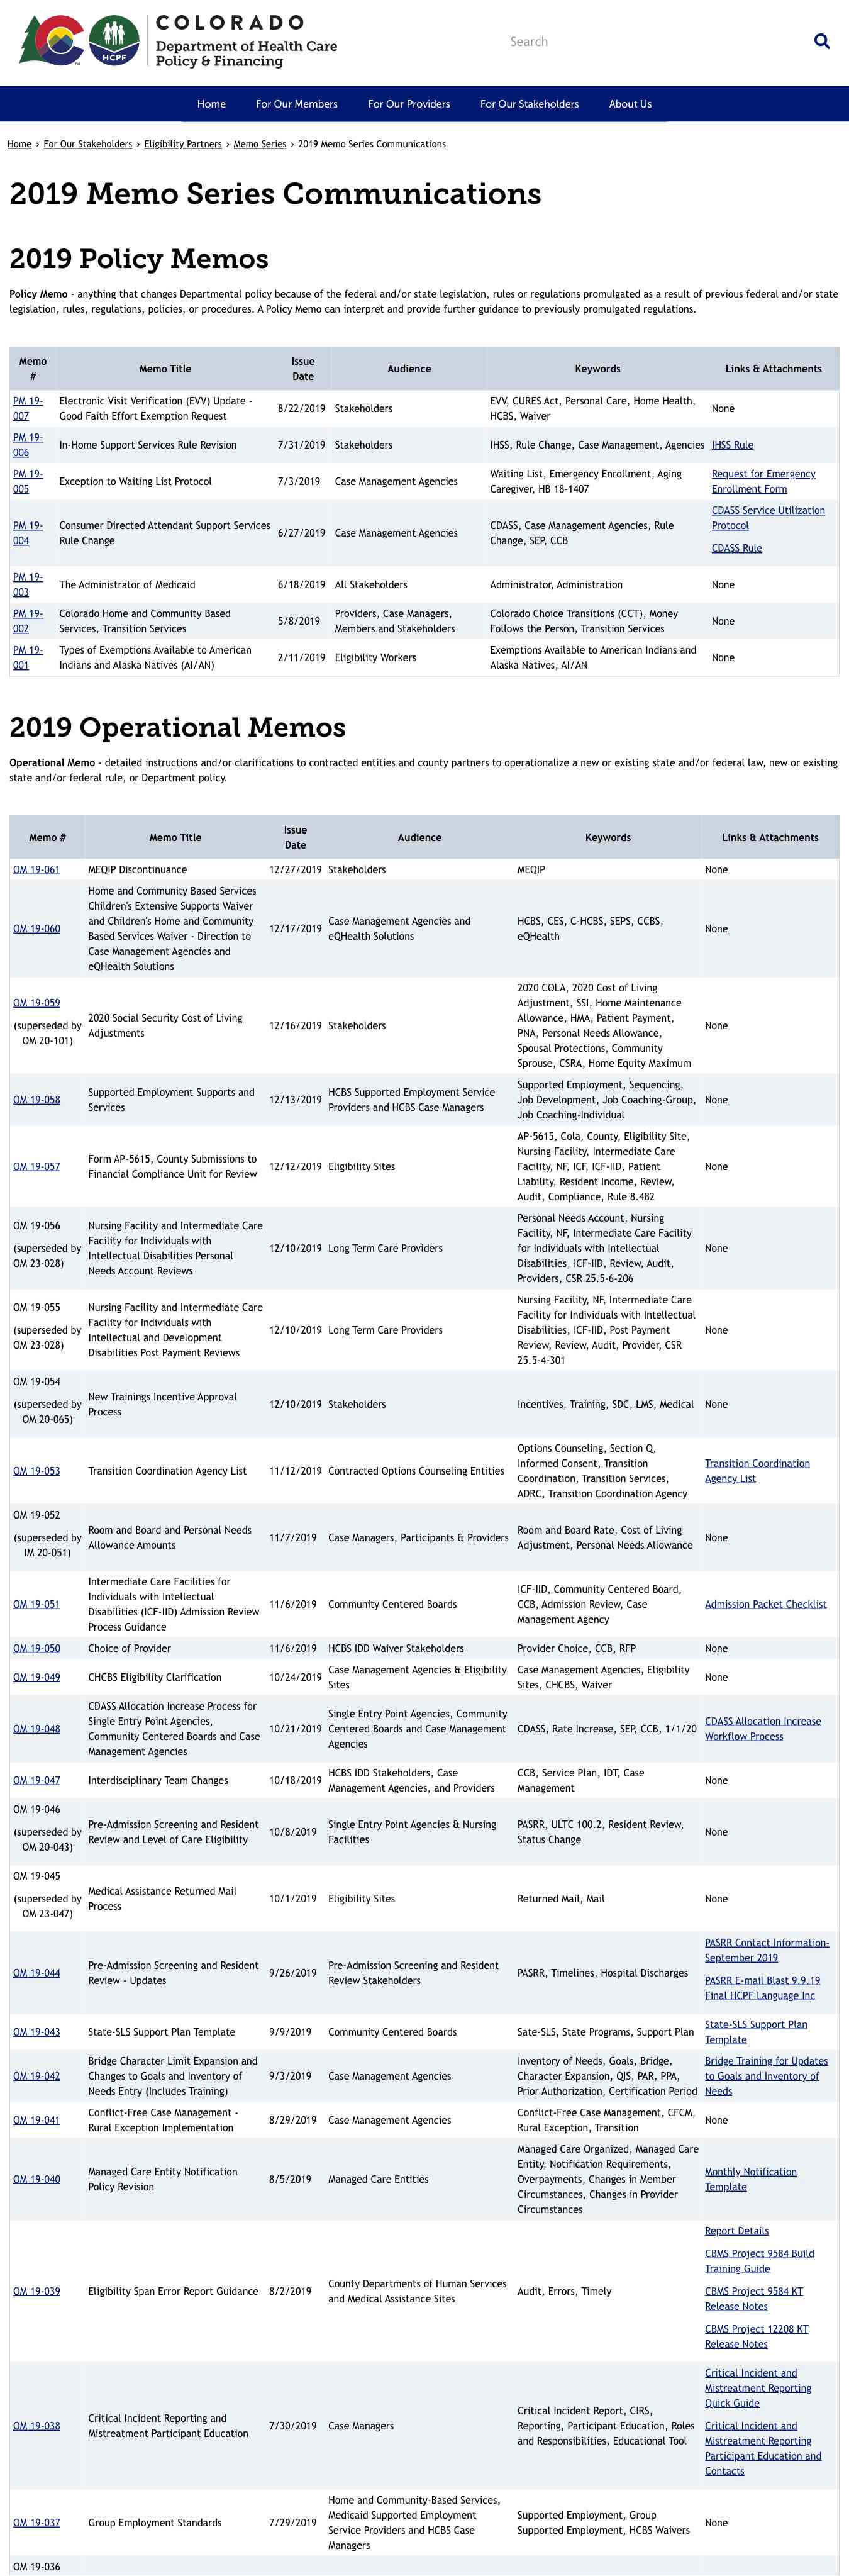 COLORADO
Department of Health Care
Policy & Financing
HCPF
Search
Home
For Our Members
For Our Providers
For Our Stakeholders
About Us
Home › For Our Stakeholders › Eligibility Partners › Memo Series › 2019 Memo Series Communications
2019 Memo Series Communications
2019 Policy Memos
Policy Memo - anything that changes Departmental policy because of the federal and/or state legislation, rules or regulations promulgated as a result of previous federal and/or state
legislation, rules, regulations, policies, or procedures. A Policy Memo can interpret and provide further guidance to previously promulgated regulations.
Memo
#
Memo Title
Issue
Date
Audience
Keywords
Links & Attachments
PM 19-
007
Electronic Visit Verification (EVV) Update -
Good Faith Effort Exemption Request
8/22/2019
Stakeholders
EVV, CURES Act, Personal Care, Home Health,
HCBS, Waiver
None
PM 19-
006
In-Home Support Services Rule Revision
7/31/2019
Stakeholders
IHSS, Rule Change, Case Management, Agencies
IHSS Rule
PM 19-
005
Exception to Waiting List Protocol
7/3/2019
Case Management Agencies
Waiting List, Emergency Enrollment, Aging
Caregiver, HB 18-1407
Request for Emergency
Enrollment Form
PM 19-
004
Consumer Directed Attendant Support Services
Rule Change
6/27/2019
Case Management Agencies
CDASS, Case Management Agencies, Rule
Change, SEP, CCB
CDASS Service Utilization
Protocol
CDASS Rule
PM 19-
003
The Administrator of Medicaid
6/18/2019
All Stakeholders
Administrator, Administration
None
PM 19-
002
Colorado Home and Community Based
Services, Transition Services
5/8/2019
Providers, Case Managers,
Members and Stakeholders
Colorado Choice Transitions (CCT), Money
Follows the Person, Transition Services
None
PM 19-
001
Types of Exemptions Available to American
Indians and Alaska Natives (AI/AN)
2/11/2019
Eligibility Workers
Exemptions Available to American Indians and
Alaska Natives, AI/AN
None
2019 Operational Memos
Operational Memo - detailed instructions and/or clarifications to contracted entities and county partners to operationalize a new or existing state and/or federal law, new or existing
state and/or federal rule, or Department policy.
Memo #
Memo Title
Issue
Date
Audience
Keywords
Links & Attachments
OM 19-061
MEQIP Discontinuance
12/27/2019
Stakeholders
MEQIP
None
OM 19-060
Home and Community Based Services
Children's Extensive Supports Waiver
and Children's Home and Community
Based Services Waiver - Direction to
Case Management Agencies and
eQHealth Solutions
12/17/2019
Case Management Agencies and
eQHealth Solutions
HCBS, CES, C-HCBS, SEPS, CCBS,
eQHealth
None
OM 19-059
(superseded by
OM 20-101)
2020 Social Security Cost of Living
Adjustments
12/16/2019
Stakeholders
2020 COLA, 2020 Cost of Living
Adjustment, SSI, Home Maintenance
Allowance, HMA, Patient Payment,
PNA, Personal Needs Allowance,
Spousal Protections, Community
Sprouse, CSRA, Home Equity Maximum
None
OM 19-058
Supported Employment Supports and
Services
12/13/2019
HCBS Supported Employment Service
Providers and HCBS Case Managers
Supported Employment, Sequencing,
Job Development, Job Coaching-Group,
Job Coaching-Individual
None
OM 19-057
Form AP-5615, County Submissions to
Financial Compliance Unit for Review
12/12/2019
Eligibility Sites
AP-5615, Cola, County, Eligibility Site,
Nursing Facility, Intermediate Care
Facility, NF, ICF, ICF-IID, Patient
Liability, Resident Income, Review,
Audit, Compliance, Rule 8.482
None
OM 19-056
(superseded by
OM 23-028)
Nursing Facility and Intermediate Care
Facility for Individuals with
Intellectual Disabilities Personal
Needs Account Reviews
12/10/2019
Long Term Care Providers
Personal Needs Account, Nursing
Facility, NF, Intermediate Care Facility
for Individuals with Intellectual
Disabilities, ICF-IID, Review, Audit,
Providers, CSR 25.5-6-206
None
OM 19-055
(superseded by
OM 23-028)
Nursing Facility and Intermediate Care
Facility for Individuals with
Intellectual and Development
Disabilities Post Payment Reviews
12/10/2019
Long Term Care Providers
Nursing Facility, NF, Intermediate Care
Facility for Individuals with Intellectual
Disabilities, ICF-IID, Post Payment
Review, Review, Audit, Provider, CSR
25.5-4-301
None
OM 19-054
(superseded by
OM 20-065)
New Trainings Incentive Approval
Process
12/10/2019
Stakeholders
Incentives, Training, SDC, LMS, Medical
None
OM 19-053
Transition Coordination Agency List
11/12/2019
Contracted Options Counseling Entities
Options Counseling, Section Q,
Informed Consent, Transition
Coordination, Transition Services,
ADRC, Transition Coordination Agency
Transition Coordination
Agency List
OM 19-052
(superseded by
IM 20-051)
Room and Board and Personal Needs
Allowance Amounts
11/7/2019
Case Managers, Participants & Providers
Room and Board Rate, Cost of Living
Adjustment, Personal Needs Allowance
None
OM 19-051
Intermediate Care Facilities for
Individuals with Intellectual
Disabilities (ICF-IID) Admission Review
Process Guidance
11/6/2019
Community Centered Boards
ICF-IID, Community Centered Board,
CCB, Admission Review, Case
Management Agency
Admission Packet Checklist
OM 19-050
Choice of Provider
11/6/2019
HCBS IDD Waiver Stakeholders
Provider Choice, CCB, RFP
None
OM 19-049
CHCBS Eligibility Clarification
10/24/2019
Case Management Agencies & Eligibility
Sites
Case Management Agencies, Eligibility
Sites, CHCBS, Waiver
None
OM 19-048
CDASS Allocation Increase Process for
Single Entry Point Agencies,
Community Centered Boards and Case
Management Agencies
10/21/2019
Single Entry Point Agencies, Community
Centered Boards and Case Management
Agencies
CDASS, Rate Increase, SEP, CCB, 1/1/20
CDASS Allocation Increase
Workflow Process
OM 19-047
Interdisciplinary Team Changes
10/18/2019
HCBS IDD Stakeholders, Case
Management Agencies, and Providers
CCB, Service Plan, IDT, Case
Management
None
OM 19-046
(superseded by
OM 20-043)
Pre-Admission Screening and Resident
Review and Level of Care Eligibility
10/8/2019
Single Entry Point Agencies & Nursing
Facilities
PASRR, ULTC 100.2, Resident Review,
Status Change
None
OM 19-045
(superseded by
OM 23-047)
Medical Assistance Returned Mail
Process
10/1/2019
Eligibility Sites
Returned Mail, Mail
None
OM 19-044
Pre-Admission Screening and Resident
Review - Updates
9/26/2019
Pre-Admission Screening and Resident
Review Stakeholders
PASRR, Timelines, Hospital Discharges
PASRR Contact Information-
September 2019
PASRR E-mail Blast 9.9.19
Final HCPF Language Inc
OM 19-043
State-SLS Support Plan Template
9/9/2019
Community Centered Boards
Sate-SLS, State Programs, Support Plan
State-SLS Support Plan
Template
OM 19-042
Bridge Character Limit Expansion and
Changes to Goals and Inventory of
Needs Entry (Includes Training)
9/3/2019
Case Management Agencies
Inventory of Needs, Goals, Bridge,
Character Expansion, QIS, PAR, PPA,
Prior Authorization, Certification Period
Bridge Training for Updates
to Goals and Inventory of
Needs
OM 19-041
Conflict-Free Case Management -
Rural Exception Implementation
8/29/2019
Case Management Agencies
Conflict-Free Case Management, CFCM,
Rural Exception, Transition
None
OM 19-040
Managed Care Entity Notification
Policy Revision
8/5/2019
Managed Care Entities
Managed Care Organized, Managed Care
Entity, Notification Requirements,
Overpayments, Changes in Member
Circumstances, Changes in Provider
Circumstances
Monthly Notification
Template
OM 19-039
Eligibility Span Error Report Guidance
8/2/2019
County Departments of Human Services
and Medical Assistance Sites
Audit, Errors, Timely
Report Details
CBMS Project 9584 Build
Training Guide
CBMS Project 9584 KT
Release Notes
CBMS Project 12208 KT
Release Notes
OM 19-038
Critical Incident Reporting and
Mistreatment Participant Education
7/30/2019
Case Managers
Critical Incident Report, CIRS,
Reporting, Participant Education, Roles
and Responsibilities, Educational Tool
Critical Incident and
Mistreatment Reporting
Quick Guide
Critical Incident and
Mistreatment Reporting
Participant Education and
Contacts
OM 19-037
Group Employment Standards
7/29/2019
Home and Community-Based Services,
Medicaid Supported Employment
Service Providers and HCBS Case
Managers
Supported Employment, Group
Supported Employment, HCBS Waivers
None
OM 19-036